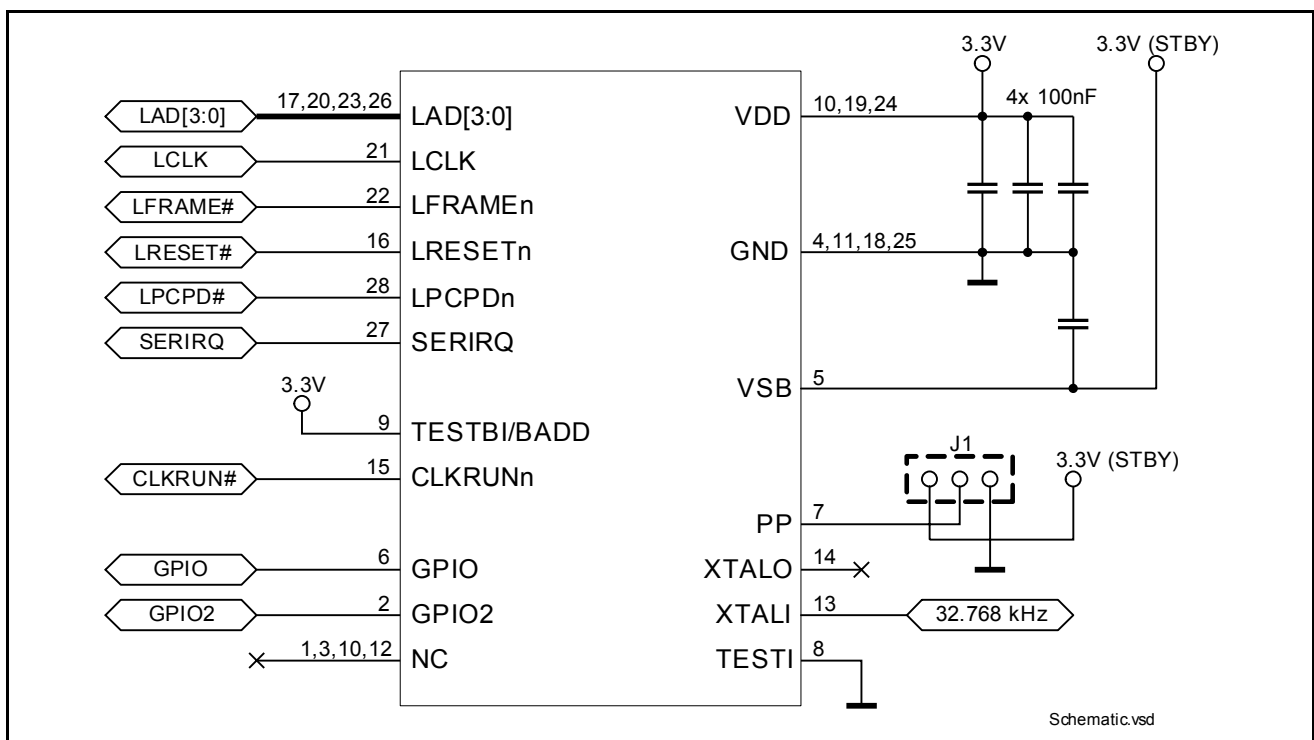 3.3V 3.3V (STBY)
LAD[3:0] 17,20,23,26 LAD[3:0] VDD 10,19,24 4x 100nF
LCLK 21 LCLK
LFRAME# 22 LFRAMEn
LRESET# 16 LRESETn GND 4,11,18,25
LPCPD# 28 LPCPDn
SERIRQ 27 SERIRQ
3.3V VSB 5
9 TESTBI/BADD J1
CLKRUN# 15 CLKRUNn 3.3V (STBY)
PP 7
GPIO 6 GPIO XTALO 14
GPIO2 2 GPIO2 XTALI 13 32.768 kHz
1,3,10,12 NC TESTI 8
Schematic.vsd